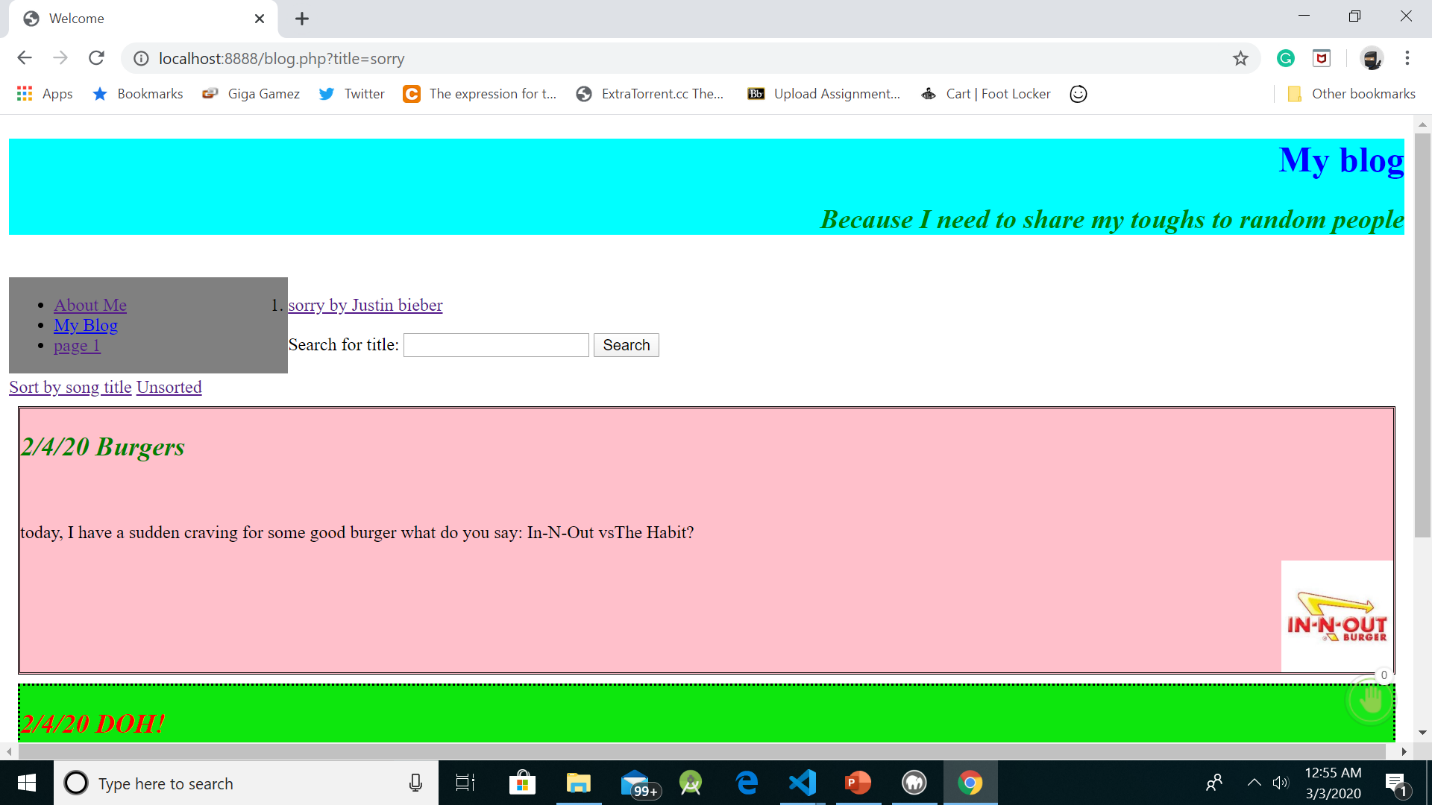 Welcome
localhost:8888/blog.php?title=sorry
Apps Bookmarks Giga Gamez Twitter The expression for t... ExtraTorrent.cc The... Bb Upload Assignment... Cart | Foot Locker Other bookmarks
My blog
Because I need to share my toughs to random people
• About Me
• My Blog
• page 1
1. sorry by Justin bieber
Search for title: Search
Sort by song title Unsorted
2/4/20 Burgers
today, I have a sudden craving for some good burger what do you say: In-N-Out vsThe Habit?
IN-N-OUT
BURGER
0
2/4/20 DOH!
Type here to search
99+
12:55 AM
3/3/2020
1